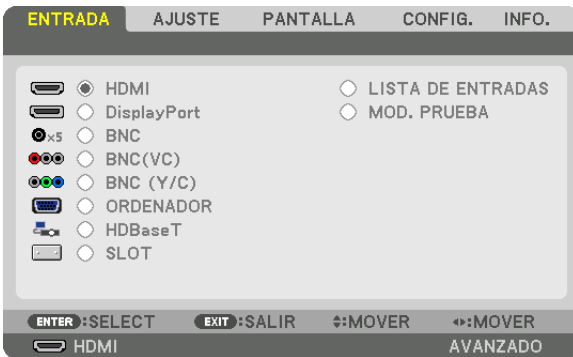 ENTRADA AJUSTE PANTALLA CONFIG. INFO.
HDMI LISTA DE ENTRADAS
DisplayPort MOD. PRUEBA
×5 BNC
BNC(VC)
BNC (Y/C)
ORDENADOR
HDBaseT
SLOT
ENTER :SELECT EXIT :SALIR :MOVER :MOVER
HDMI AVANZADO